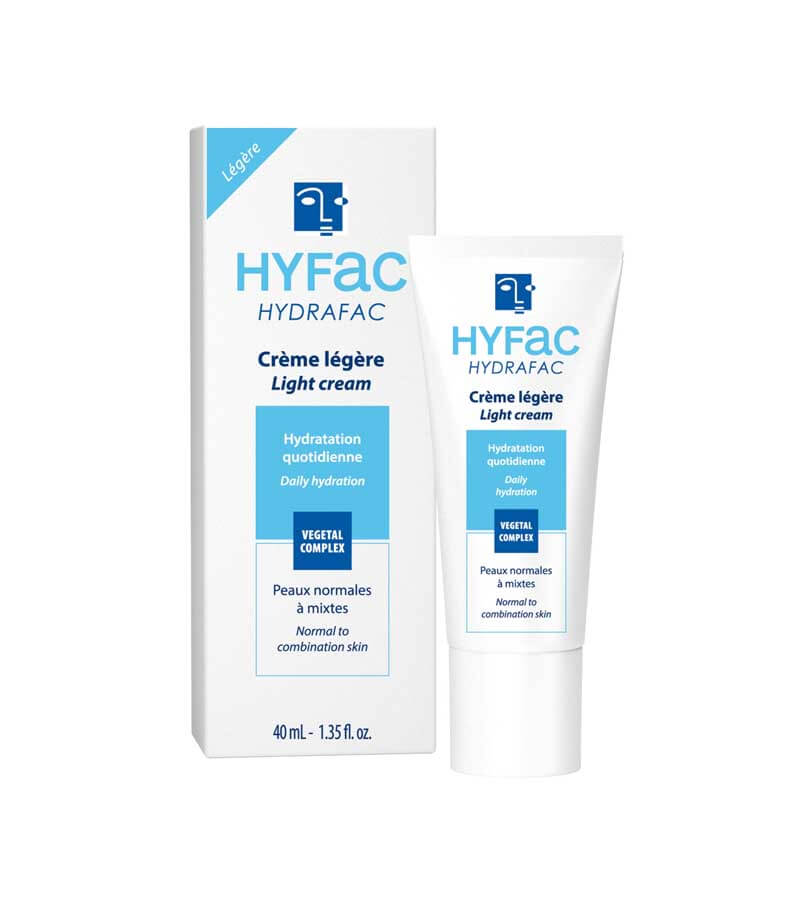 Légère
HYFac
HYDRAFAC
Crème légère
Light cream
Hydratation
quotidienne
Daily hydration
VEGETAL
COMPLEX
Peaux normales
à mixtes
Normal to
combination skin
40 mL - 1.35 fl. oz.
HYFac
HYDRAFAC
Crème légère
Light cream
Hydratation
quotidienne
Daily
hydration
VEGETAL
COMPLEX
Peaux normales
à mixtes
Normal to
combination skin